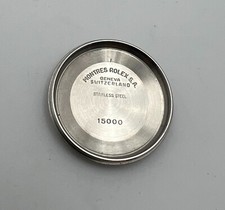 MONTRES ROLEX S.A.
GENEVA
SWITZERLAND
STAINLESS STEEL
15000